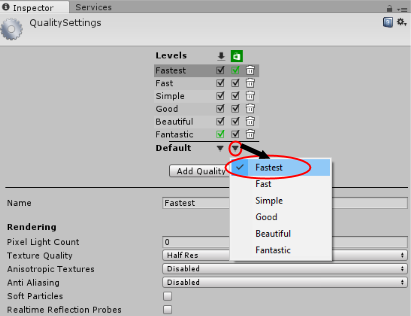 Inspector Services
QualitySettings
Levels
Fastest
Fast
Simple
Good
Beautiful
Fantastic
Default
Add Quality
Fastest
Fast
Simple
Good
Beautiful
Fantastic
Name Fastest
Rendering
Pixel Light Count 0
Texture Quality Half Res
Anisotropic Textures Disabled
Anti Aliasing Disabled
Soft Particles
Realtime Reflection Probes